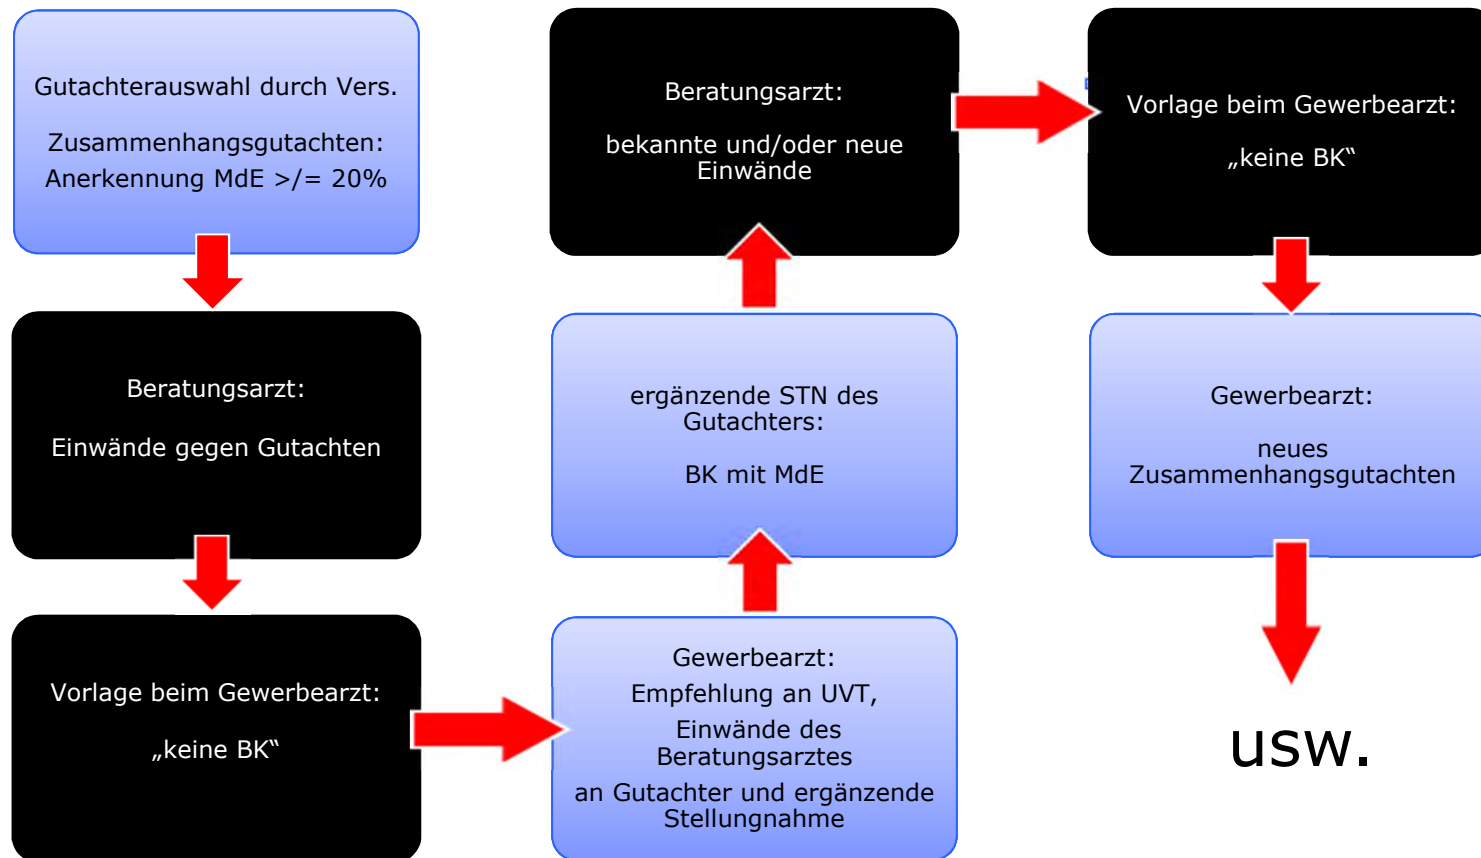 Gutachterauswahl durch Vers.
Zusammenhangsgutachten:
Anerkennung MdE >/= 20%
Beratungsarzt:
Einwände gegen Gutachten
Vorlage beim Gewerbearzt:
„keine BK“
Gewerbearzt:
Empfehlung an UVT,
Einwände des
Beratungsarztes
an Gutachter und ergänzende
Stellungnahme
ergänzende STN des
Gutachters:
BK mit MdE
Beratungsarzt:
bekannte und/oder neue
Einwände
Vorlage beim Gewerbearzt:
„keine BK“
Gewerbearzt:
neues
Zusammenhangsgutachten
usw.